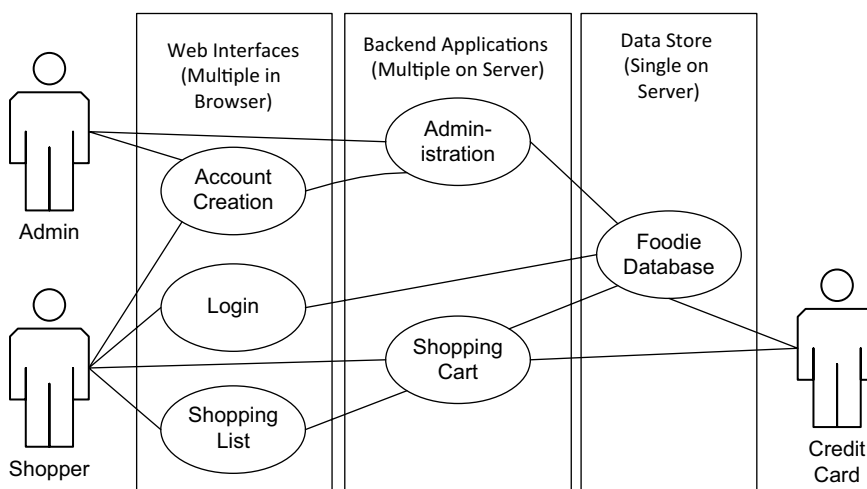 Web Interfaces
(Multiple in
Browser)
Backend Applications
(Multiple on Server)
Data Store
(Single on
Server)
Admin-
istration
Account
Creation
Admin
Foodie
Database
Login
Shopping
Cart
Shopping
List
Shopper
Credit
Card